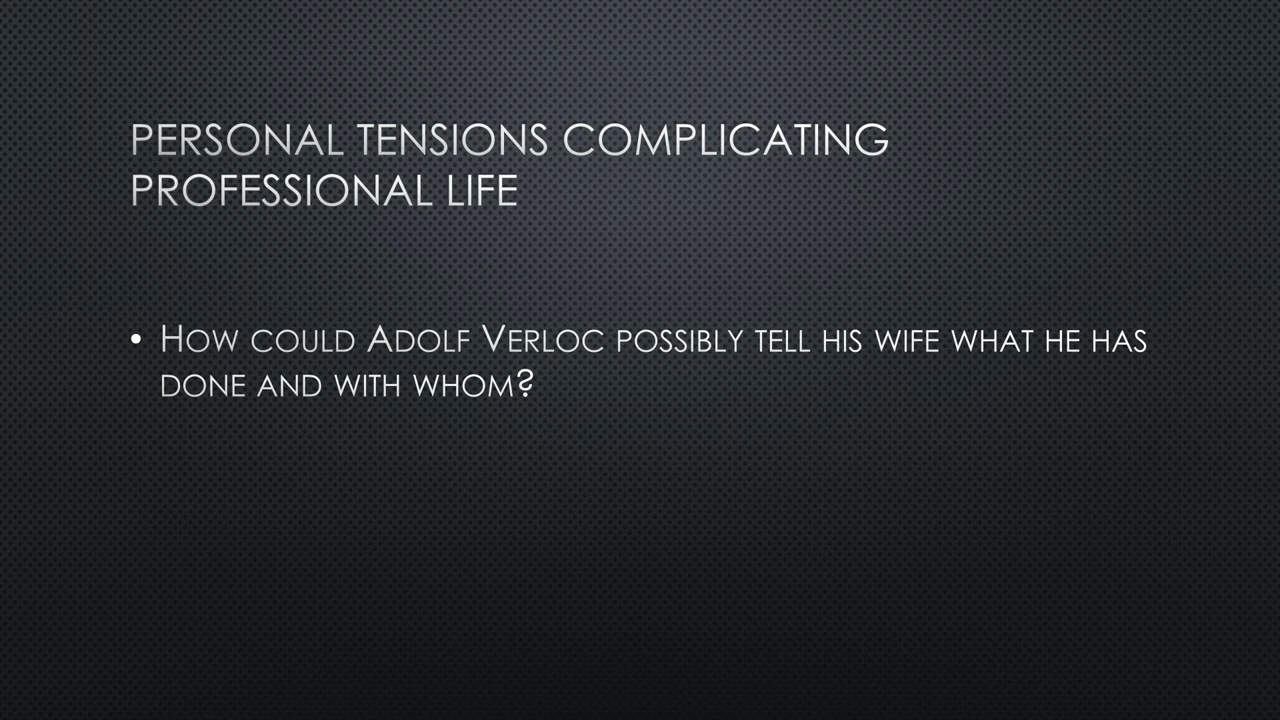 PERSONAL TENSIONS COMPLICATING
PROFESSIONAL LIFE
• How could Adolf Verloc possibly tell his wife what he has
done and with whom?